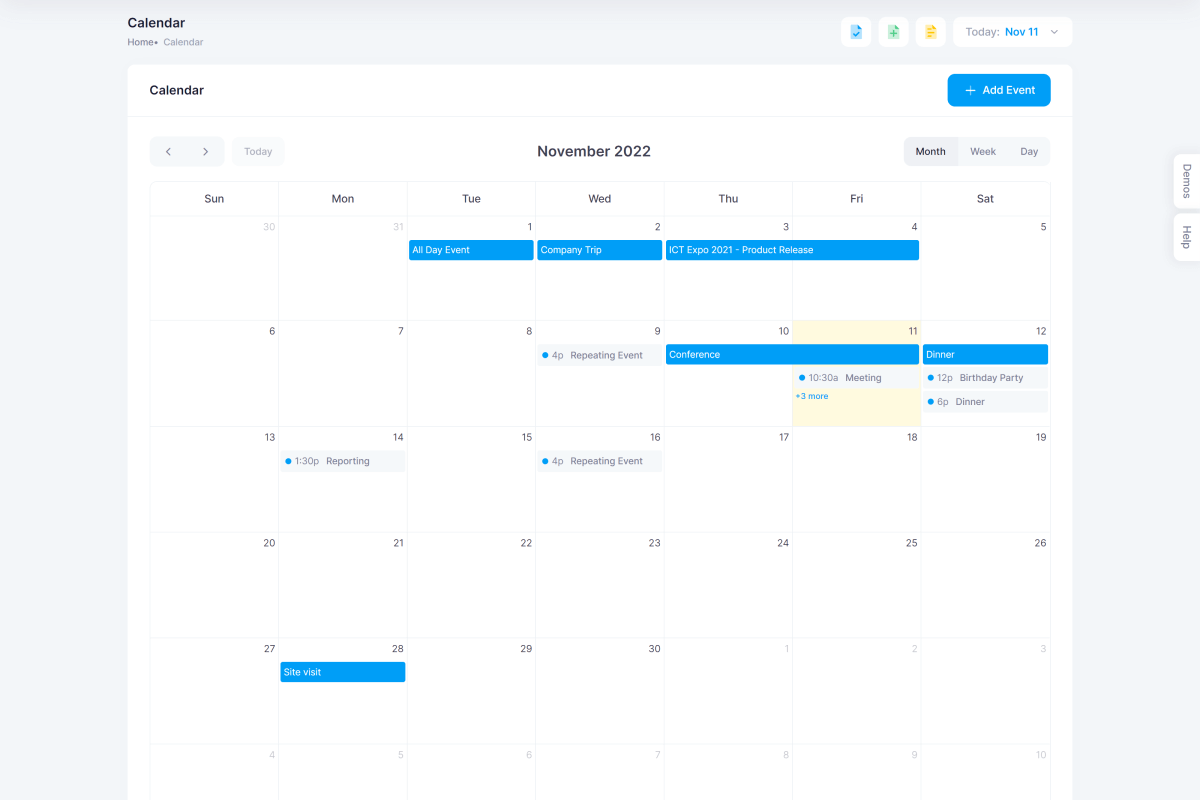 Calendar
Home• Calendar
Today: Nov 11
Calendar
Add Event
Today
November 2022
Month Week Day
Demos
Help
Sun Mon Tue Wed Thu Fri Sat
30 31 1 2 3 4 5
All Day Event Company Trip ICT Expo 2021 - Product Release
6 7 8 9 10 11 12
4p Repeating Event Conference Dinner
10:30a Meeting 12p Birthday Party
+3 more 6p Dinner
13 14 15 16 17 18 19
1:30p Reporting 4p Repeating Event
20 21 22 23 24 25 26
27 28 29 30 1 2 3
Site visit
4 5 6 7 8 9 10